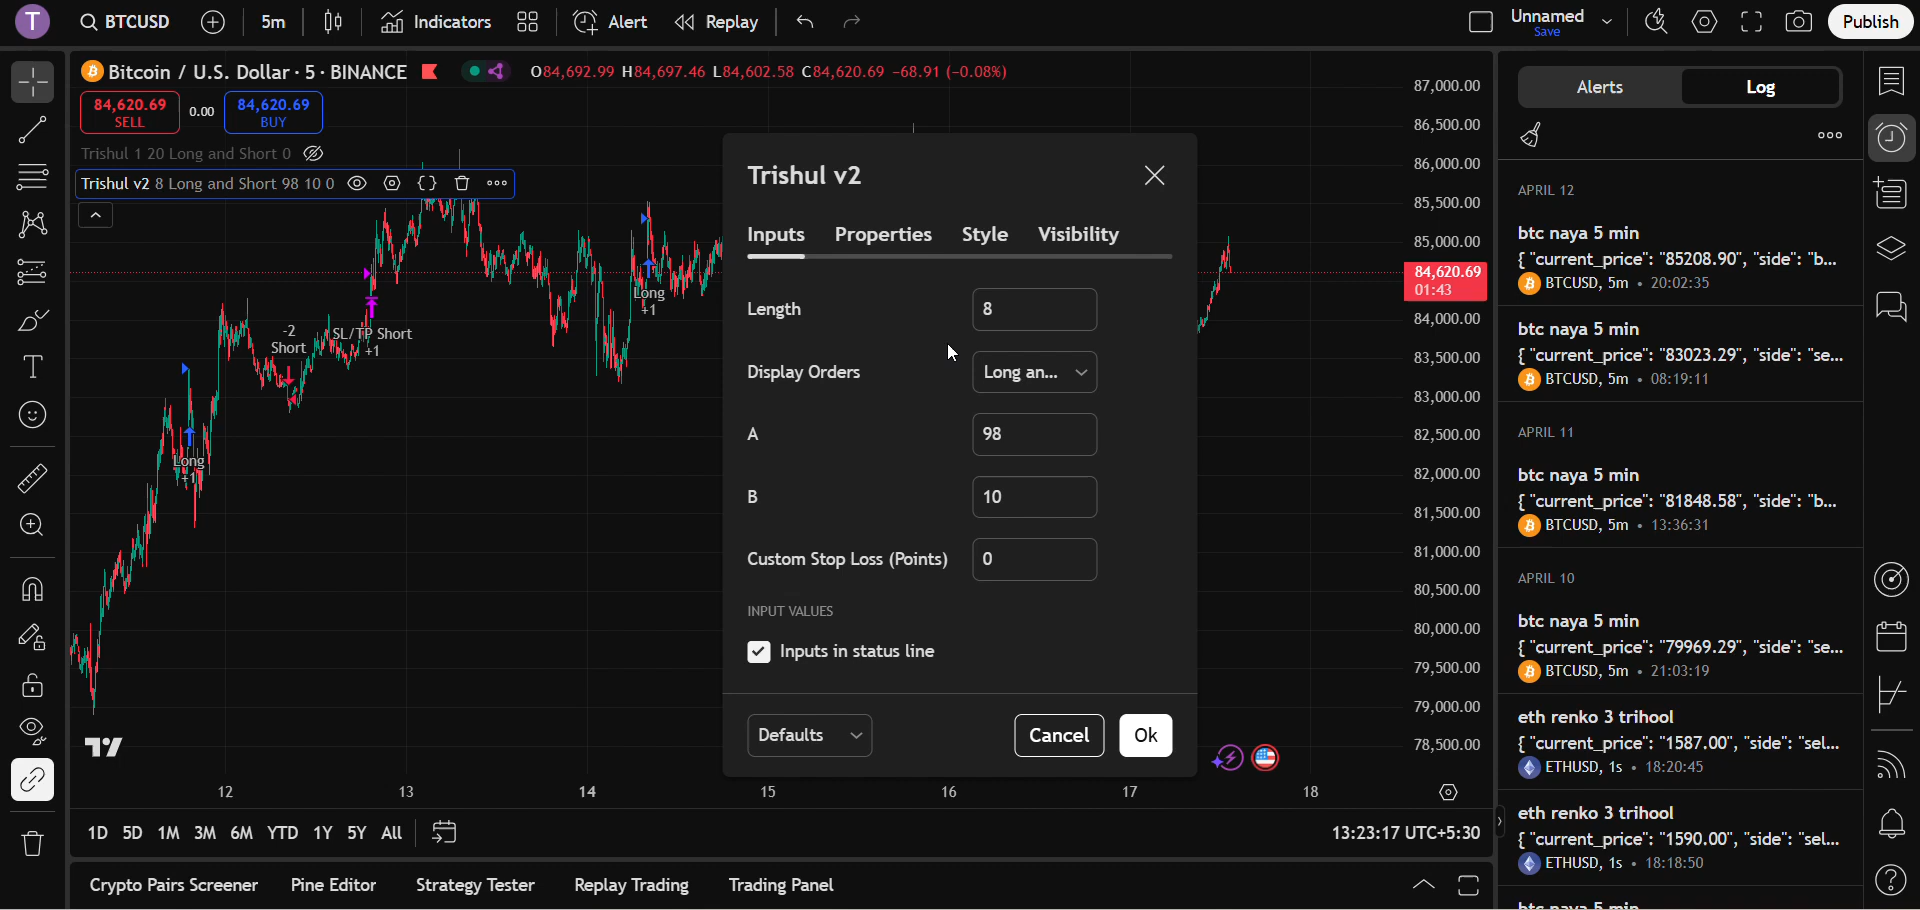 T
BTCUSD
5m
Indicators
Alert
Replay
Unnamed
Save
Publish
Bitcoin / U.S. Dollar · 5 · BINANCE
O84,692.99 H84,697.46 L84,602.58 C84,620.69 -68.91 (-0.08%)
84,620.69
SELL
0.00
84,620.69
BUY
Trishul 1 20 Long and Short 0
Trishul v2 8 Long and Short 98 10 0
Long
+1
-2
Short
SL/TP Short
+1
Long
+1
Trishul v2
Inputs
Properties
Style
Visibility
Length
8
Display Orders
Long an...
A
98
B
10
Custom Stop Loss (Points)
0
INPUT VALUES
Inputs in status line
Defaults
Cancel
Ok
87,000.00
86,500.00
86,000.00
85,500.00
85,000.00
84,620.69
01:43
84,000.00
83,500.00
83,000.00
82,500.00
82,000.00
81,500.00
81,000.00
80,500.00
80,000.00
79,500.00
79,000.00
78,500.00
12
13
14
15
16
17
18
1D 5D 1M 3M 6M YTD 1Y 5Y All
13:23:17 UTC+5:30
Crypto Pairs Screener
Pine Editor
Strategy Tester
Replay Trading
Trading Panel
Alerts
Log
APRIL 12
btc naya 5 min
{ "current_price": "85208.90", "side": "b...
BTCUSD, 5m • 20:02:35
btc naya 5 min
{ "current_price": "83023.29", "side": "se...
BTCUSD, 5m • 08:19:11
APRIL 11
btc naya 5 min
{ "current_price": "81848.58", "side": "b...
BTCUSD, 5m • 13:36:31
APRIL 10
btc naya 5 min
{ "current_price": "79969.29", "side": "se...
BTCUSD, 5m • 21:03:19
eth renko 3 trihool
{ "current_price": "1587.00", "side": "sel...
ETHUSD, 1s • 18:20:45
eth renko 3 trihool
{ "current_price": "1590.00", "side": "sel...
ETHUSD, 1s • 18:18:50
btc naya 5 min